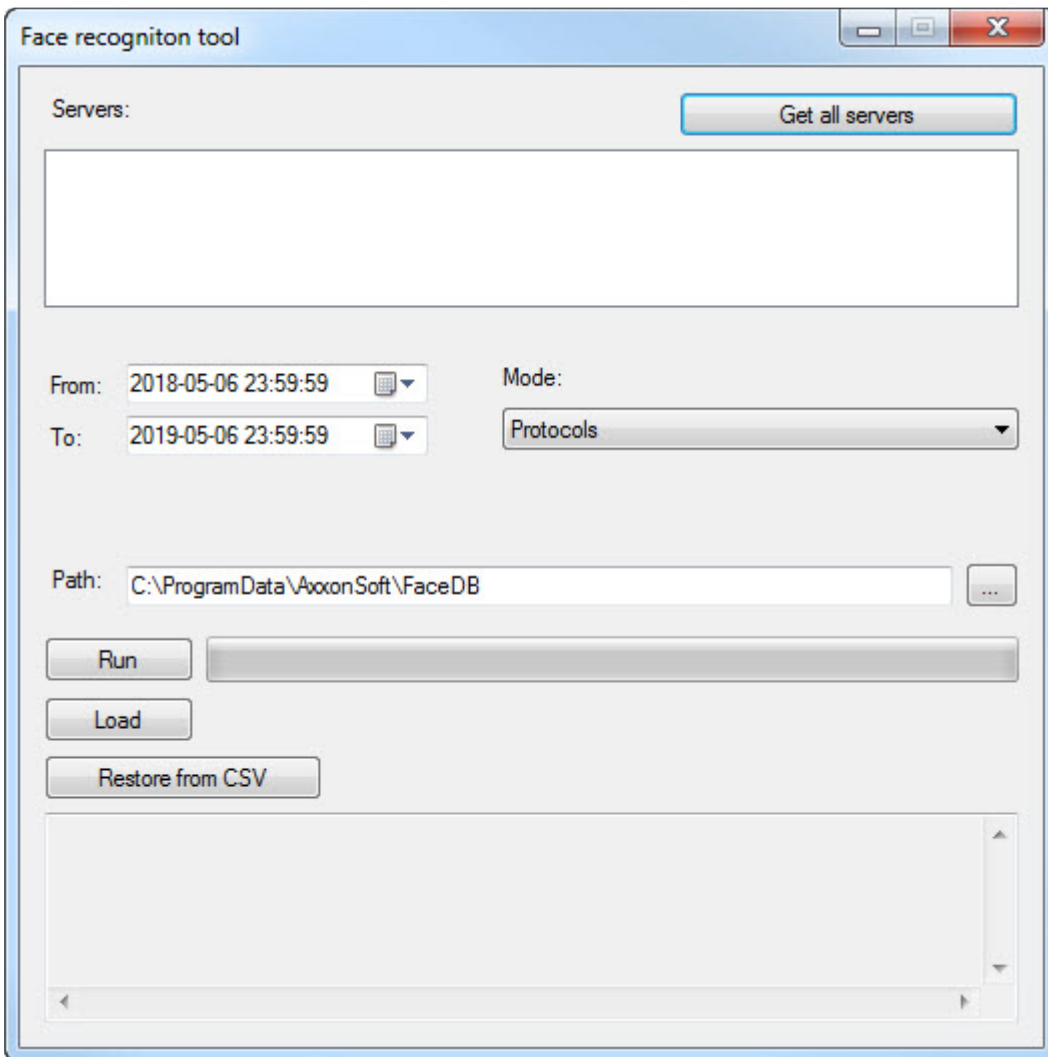 Face recogniton tool
Servers:
Get all servers
From: 2018-05-06 23:59:59
Mode:
To: 2019-05-06 23:59:59
Protocols
Path: C:\ProgramData\AxxonSoft\FaceDB ...
Run
Load
Restore from CSV